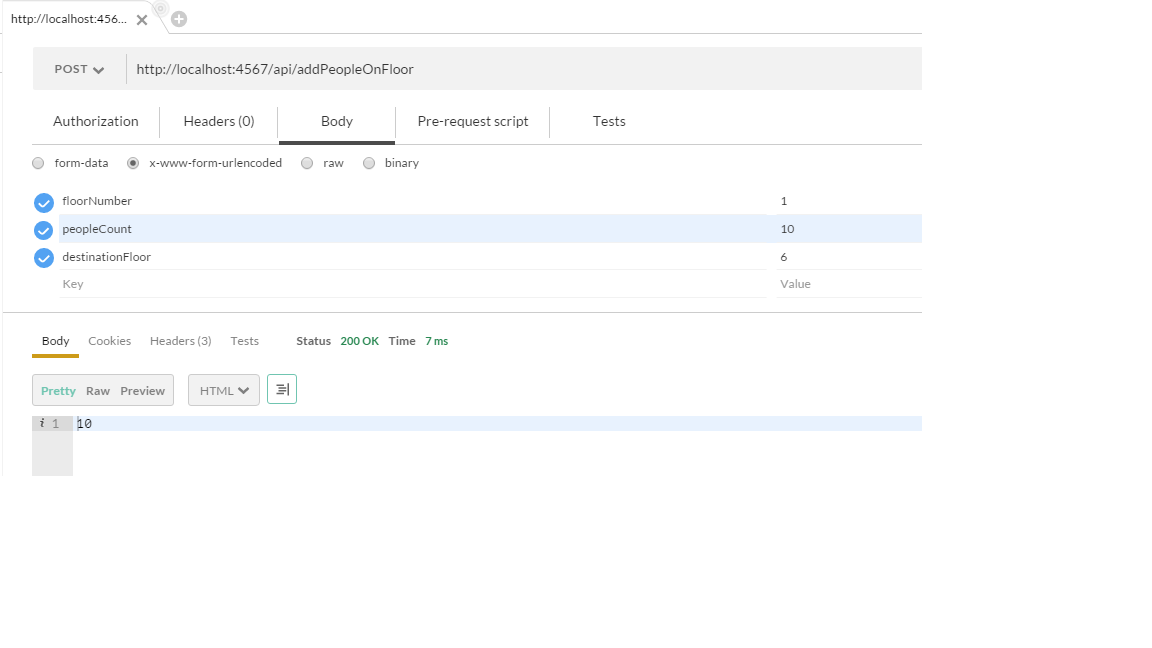 http://localhost:456...
POST http://localhost:4567/api/addPeopleOnFloor
Authorization Headers (0) Body Pre-request script Tests
form-data x-www-form-urlencoded raw binary
floorNumber 1
peopleCount 10
destinationFloor 6
Key Value
Body Cookies Headers (3) Tests Status 200 OK Time 7 ms
Pretty Raw Preview HTML
i 1 10